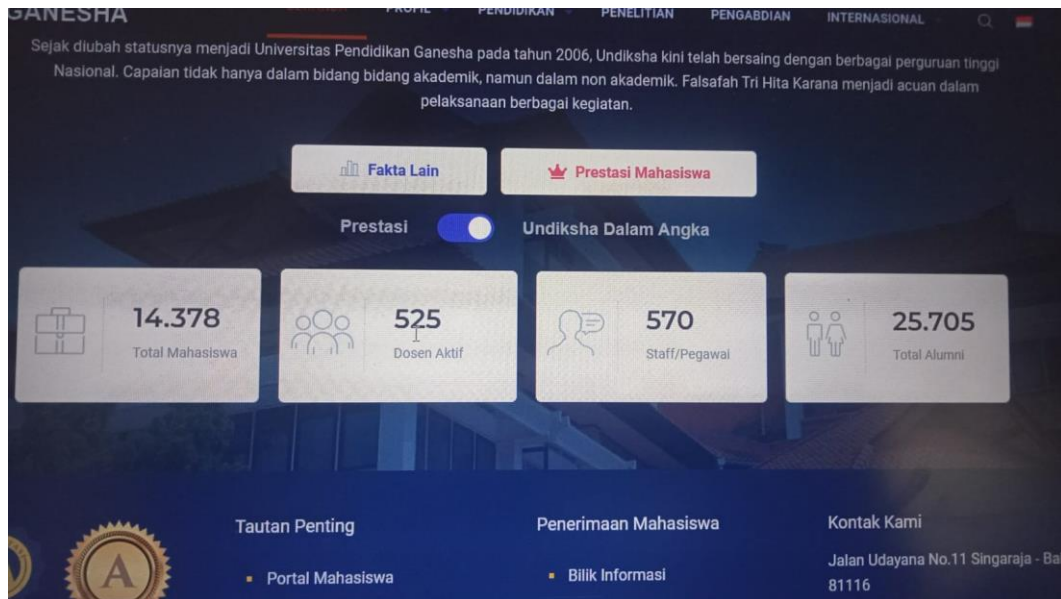 GANESHA
PROFIL PENDIDIKAN PENELITIAN PENGABDIAN INTERNASIONAL
Sejak diubah statusnya menjadi Universitas Pendidikan Ganesha pada tahun 2006, Undiksha kini telah bersaing dengan berbagai perguruan tinggi
Nasional. Capaian tidak hanya dalam bidang bidang akademik, namun dalam non akademik. Falsafah Tri Hita Karana menjadi acuan dalam
pelaksanaan berbagai kegiatan.
Fakta Lain
Prestasi Mahasiswa
Prestasi
Undiksha Dalam Angka
14.378
Total Mahasiswa
525
Dosen Aktif
570
Staff/Pegawai
25.705
Total Alumni
A
Tautan Penting
Portal Mahasiswa
Penerimaan Mahasiswa
Bilik Informasi
Kontak Kami
Jalan Udayana No.11 Singaraja - Ba
81116